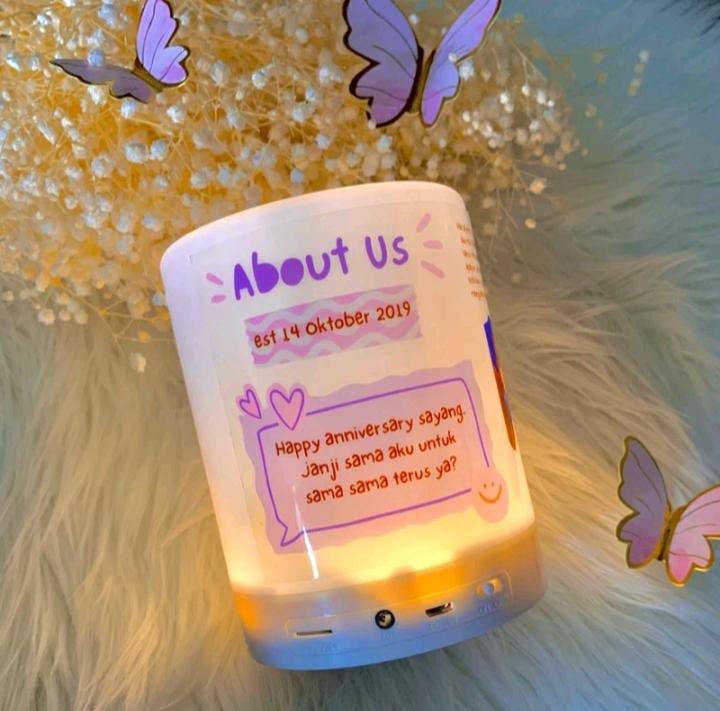 About Us
est 14 Oktober 2019
Happy anniversary sayang.
Janji sama aku untuk
sama sama terus ya?